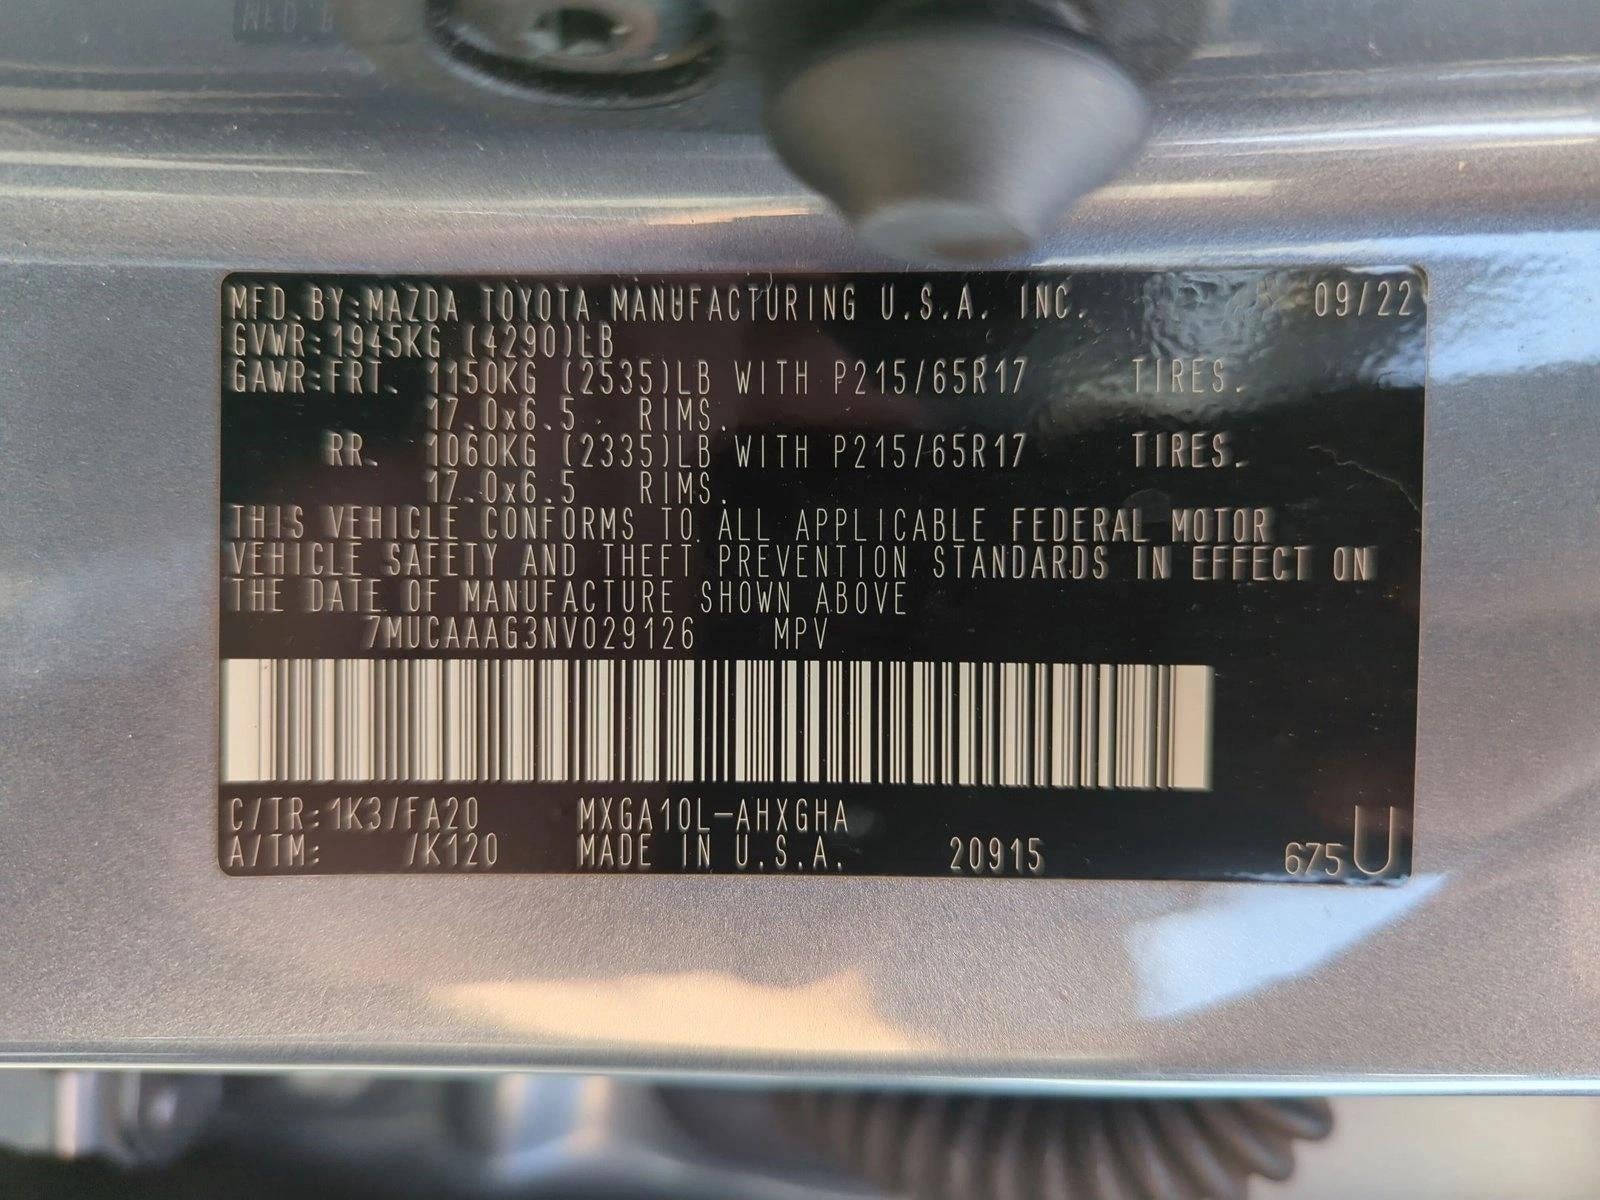 MFD.BY:MAZDA TOYOTA MANUFACTURING U.S.A. INC. 09/22
GVWR:1945KG (4290)LB
GAWR:FRT. 1150KG (2535)LB WITH P215/65R17 TIRES.
17.0x6.5 RIMS.
RR. 1060KG (2335)LB WITH P215/65R17 TIRES.
17.0x6.5 RIMS.
THIS VEHICLE CONFORMS TO ALL APPLICABLE FEDERAL MOTOR
VEHICLE SAFETY AND THEFT PREVENTION STANDARDS IN EFFECT ON
THE DATE OF MANUFACTURE SHOWN ABOVE
7MUCAAAG3NV029126 MPV
C/TR:1K3/FA20 MXGA10L-AHXGHA
A/TM: /K120 MADE IN U.S.A. 20915 675 U